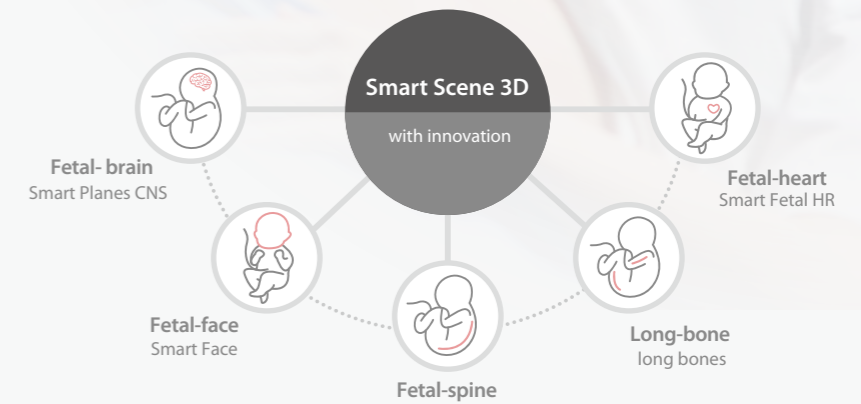 Smart Scene 3D
with innovation
Fetal- brain
Smart Planes CNS
Fetal-heart
Smart Fetal HR
Fetal-face
Smart Face
Long-bone
long bones
Fetal-spine